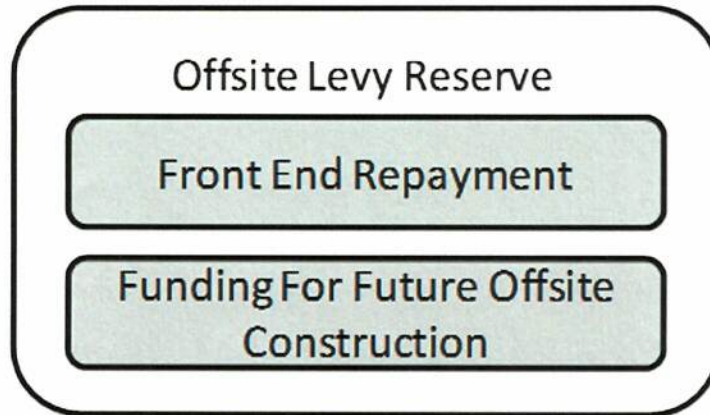 Offsite Levy Reserve
Front End Repayment
Funding For Future Offsite
Construction